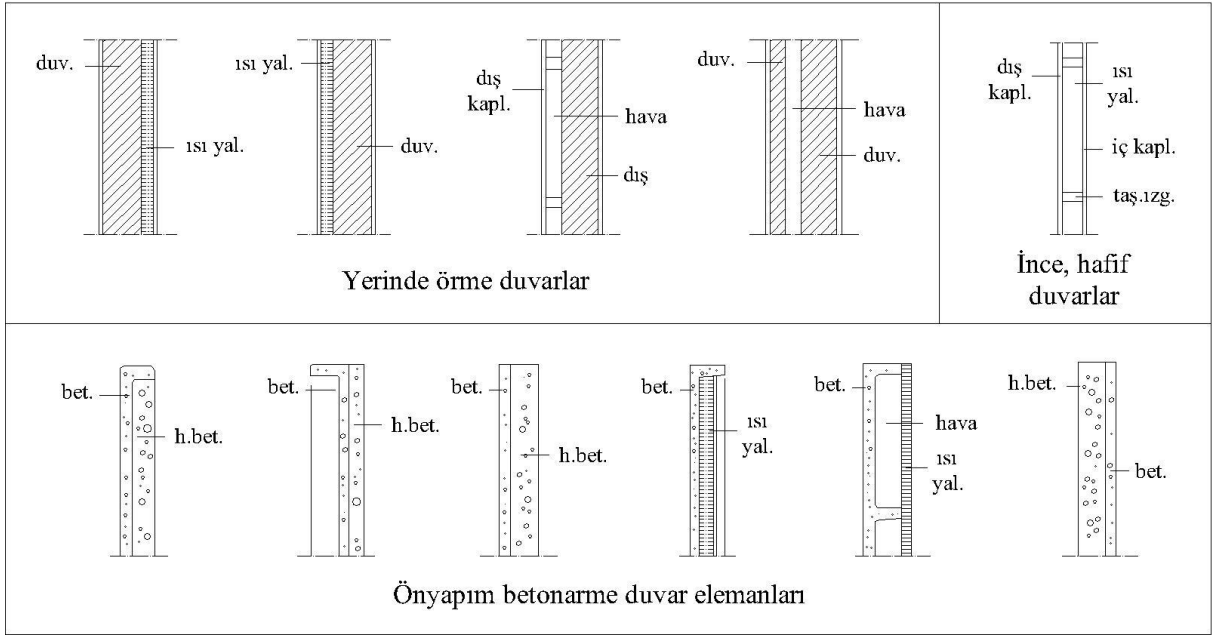 duv.
ısı yal.
ısı yal.
duv.
dış
kapl.
hava
dış
duv.
hava
duv.
Yerinde örme duvarlar
dış
kapl.
ısı
yal.
iç kapl.
taş.ızg.
İnce, hafif
duvarlar
bet.
h.bet.
bet.
h.bet.
bet.
h.bet.
bet.
ısı
yal.
bet.
hava
ısı
yal.
h.bet.
bet.
Önyapım betonarme duvar elemanları